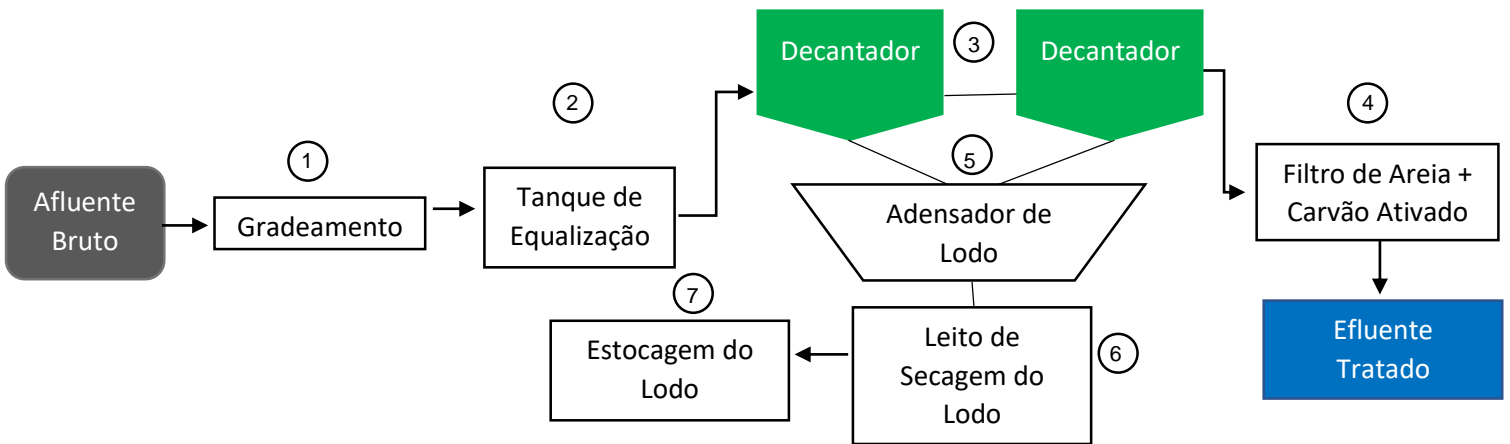 Decantador
3
Decantador
2
4
1
5
Afluente
Bruto
Gradeamento
Tanque de
Equalização
Adensador de
Lodo
Filtro de Areia +
Carvão Ativado
7
Estocagem do
Lodo
Leito de
Secagem do
Lodo
6
Efluente
Tratado